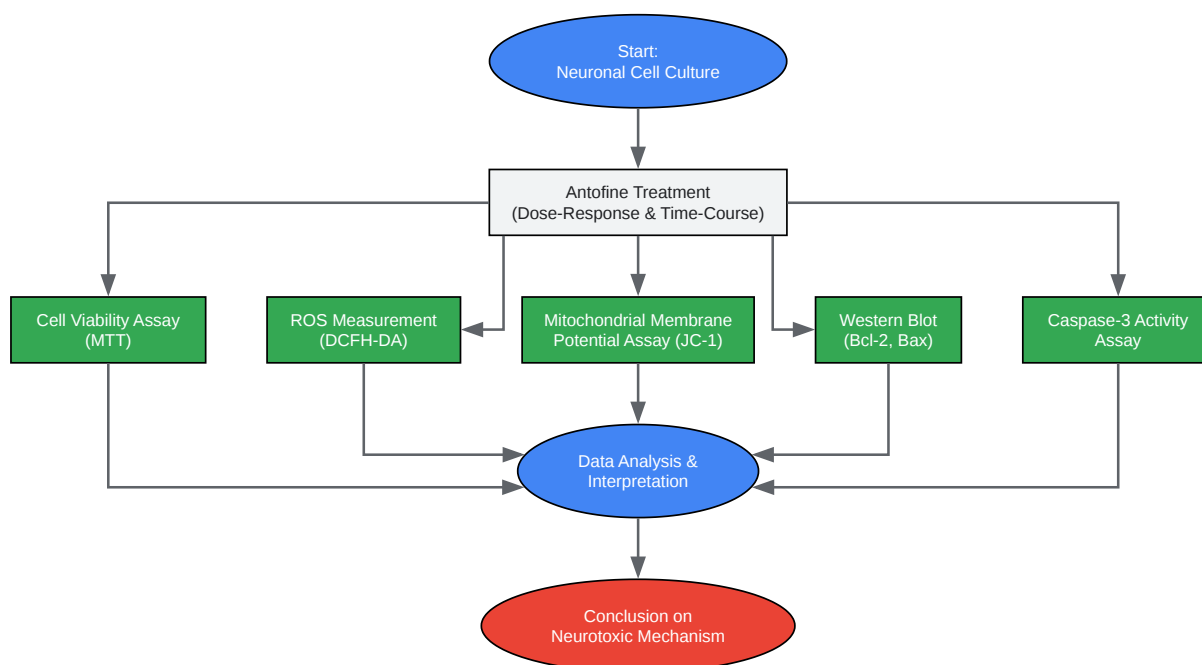 Start:
Neuronal Cell Culture
Antofine Treatment
(Dose-Response & Time-Course)
Cell Viability Assay
(MTT)
ROS Measurement
(DCFH-DA)
Mitochondrial Membrane
Potential Assay (JC-1)
Western Blot
(Bcl-2, Bax)
Caspase-3 Activity
Assay
Data Analysis &
Interpretation
Conclusion on
Neurotoxic Mechanism